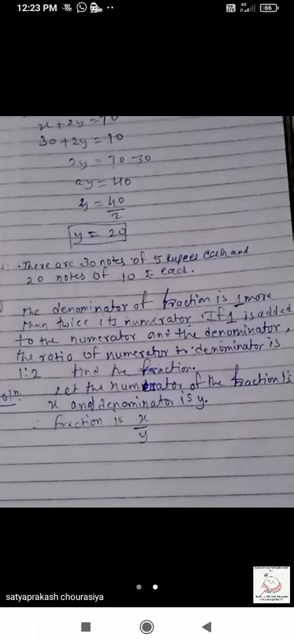 12:23 PM
66
x + 2y = 70
30 + 2y = 70
2y = 70 - 30
2y = 40
y = 40/2
y = 20
There are 30 notes of 5 Rupees each and
20 notes of 10 each.
The denominator of fraction is 1 more
than twice its numerator. If 1 is added
to the numerator and the denominator,
the ratio of numerator to denominator is
1:2 find the fraction.
Let the numerator of the fraction is
x and denominator is y.
∴ fraction is x/y
satyaprakash chourasiya